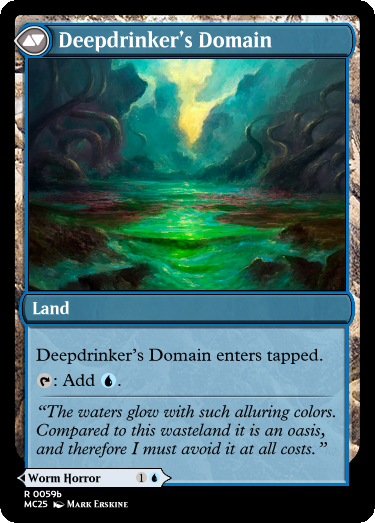 Deepdrinker's Domain
Land
Deepdrinker's Domain enters tapped.
: Add .
“The waters glow with such alluring colors.
Compared to this wasteland it is an oasis,
and therefore I must avoid it at all costs.”
Worm Horror 1
R 0059b
MC25 Mark Erskine